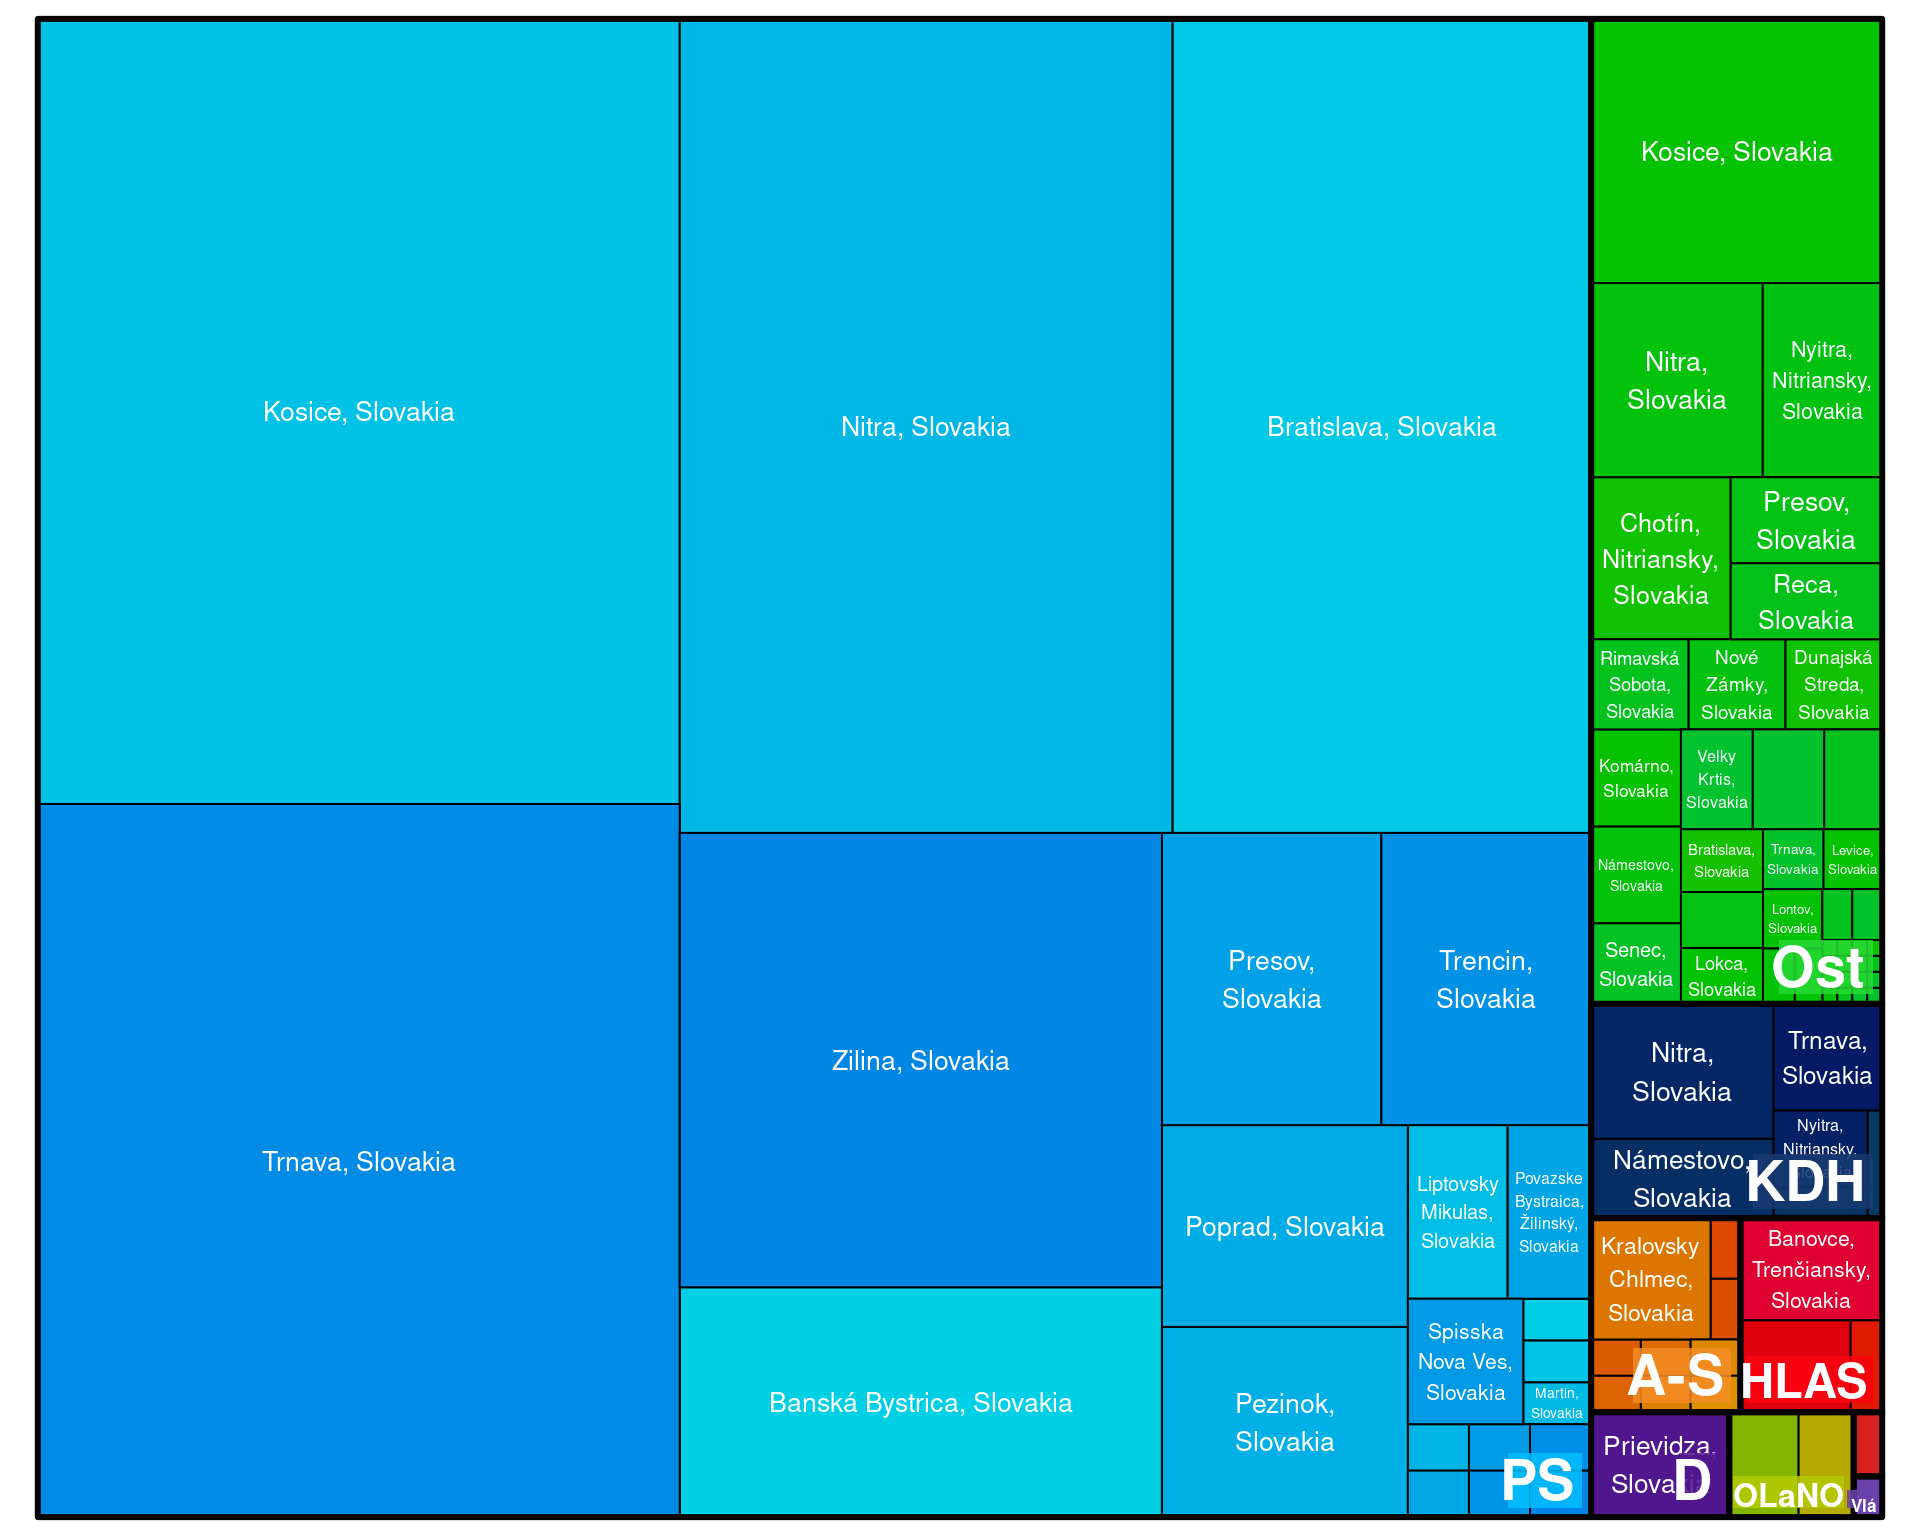 Kosice, Slovakia
Nitra, Slovakia
Bratislava, Slovakia
Trnava, Slovakia
Zilina, Slovakia
Banská Bystrica, Slovakia
Presov,
Slovakia
Trencin,
Slovakia
Poprad, Slovakia
Pezinok,
Slovakia
Liptovsky
Mikulas,
Slovakia
Povazske
Bystraica,
Žilinský,
Slovakia
Spisska
Nova Ves,
Slovakia
Martin,
Slovakia
PS
Kosice, Slovakia
Nitra,
Slovakia
Nyitra,
Nitriansky,
Slovakia
Chotín,
Nitriansky,
Slovakia
Presov,
Slovakia
Reca,
Slovakia
Rimavská
Sobota,
Slovakia
Nové
Zámky,
Slovakia
Dunajská
Streda,
Slovakia
Komárno,
Slovakia
Velky
Krtis,
Slovakia
Námestovo,
Slovakia
Bratislava,
Slovakia
Trnava,
Slovakia
Levice,
Slovakia
Lontov,
Slovakia
Senec,
Slovakia
Lokca,
Slovakia
Ost
Nitra,
Slovakia
Trnava,
Slovakia
Nyitra,
Nitriansky,
Námestovo,
Slovakia
KDH
Kralovsky
Chlmec,
Slovakia
A-S
Banovce,
Trenčiansky,
Slovakia
HLAS
Prievidza,
Slovakia
D
OLaNO
Vlá